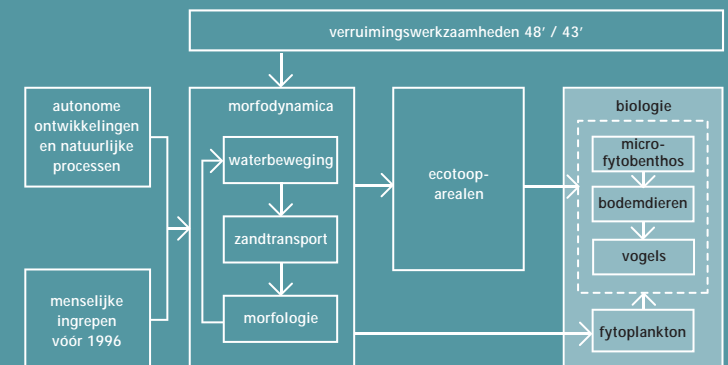 verruimingswerkzaamheden 48’ / 43’
autonome
ontwikkelingen
en natuurlijke
processen
menselijke
ingrepen
vóór 1996
morfodynamica
waterbeweging
zandtransport
morfologie
ecotoop-
arealen
biologie
micro-
fytobenthos
bodemdieren
vogels
fytoplankton